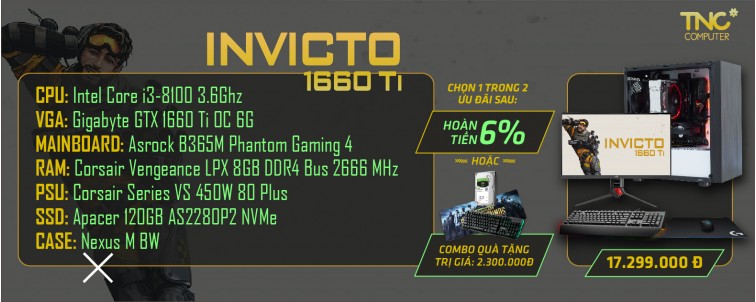 TNC
COMPUTER
INVICTO
1660 Ti
CPU: Intel Core i3-8100 3.6Ghz
VGA: Gigabyte GTX 1660 Ti OC 6G
MAINBOARD: Asrock B365M Phantom Gaming 4
RAM: Corsair Vengeance LPX 8GB DDR4 Bus 2666 MHz
PSU: Corsair Series VS 450W 80 Plus
SSD: Apacer 120GB AS2280P2 NVMe
CASE: Nexus M BW
CHỌN 1 TRONG 2
ƯU ĐÃI SAU:
HOÀN
TIỀN 6%
HOẶC
COMBO QUÀ TẶNG
TRỊ GIÁ: 2.300.000Đ
INVICTO
1660 Ti
17.299.000 Đ